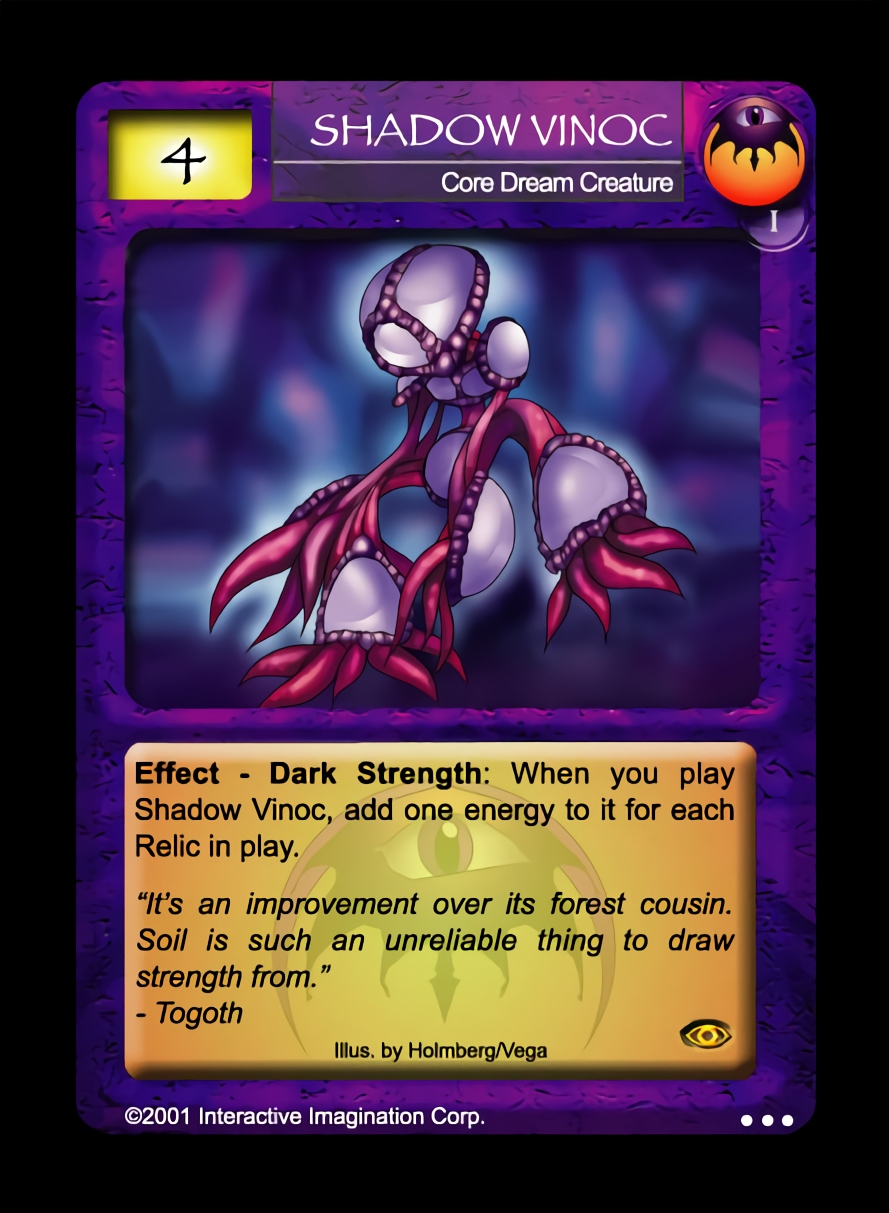 4
SHADOW VINOC
Core Dream Creature
I
Effect - Dark Strength: When you play
Shadow Vinoc, add one energy to it for each
Relic in play.
“It’s an improvement over its forest cousin.
Soil is such an unreliable thing to draw
strength from.”
- Togoth
Illus. by Holmberg/Vega
©2001 Interactive Imagination Corp.